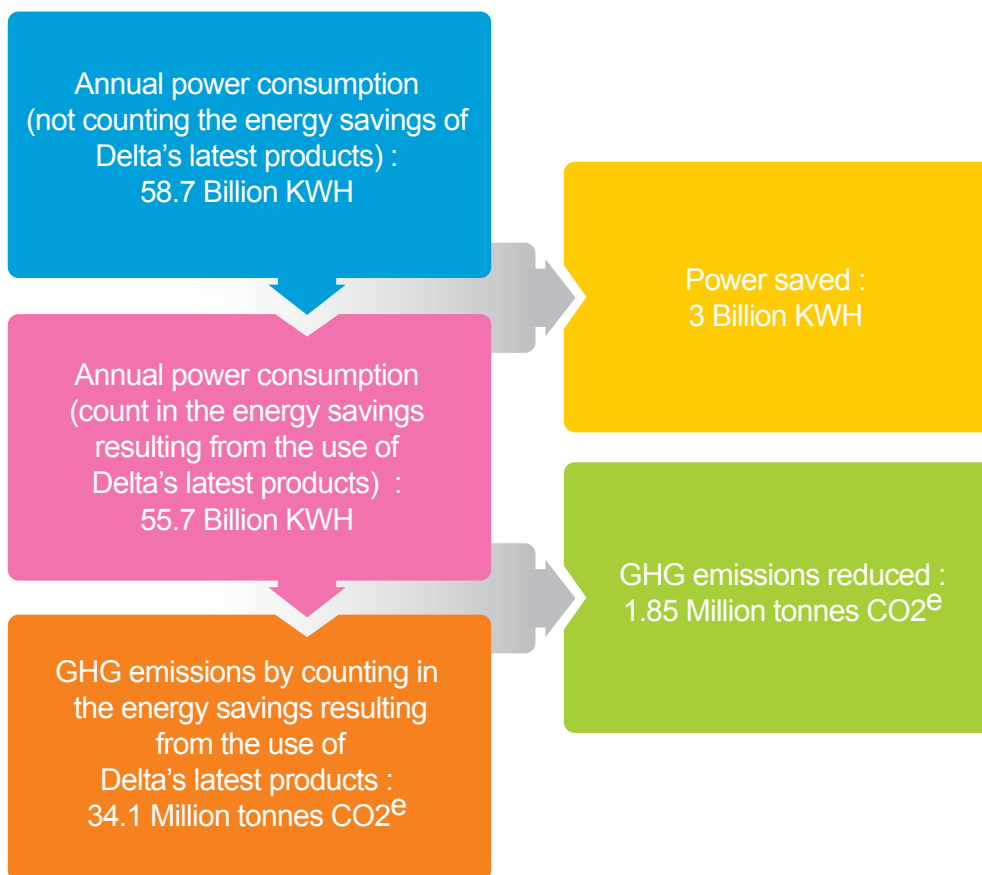 Annual power consumption
(not counting the energy savings of
Delta's latest products) :
58.7 Billion KWH
Power saved :
3 Billion KWH
Annual power consumption
(count in the energy savings
resulting from the use of
Delta's latest products)  :
55.7 Billion KWH
GHG emissions reduced :
1.85 Million tonnes CO2e
GHG emissions by counting in
the energy savings resulting
from the use of
Delta's latest products :
34.1 Million tonnes CO2e